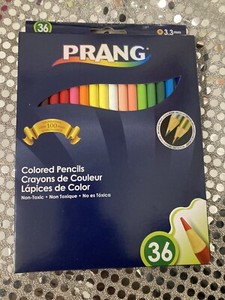 36
3.3mm
PRANG
100
Colored Pencils
Crayons de Couleur
Lápices de Color
Non-Toxic • Non Toxique • No es Tóxico
36